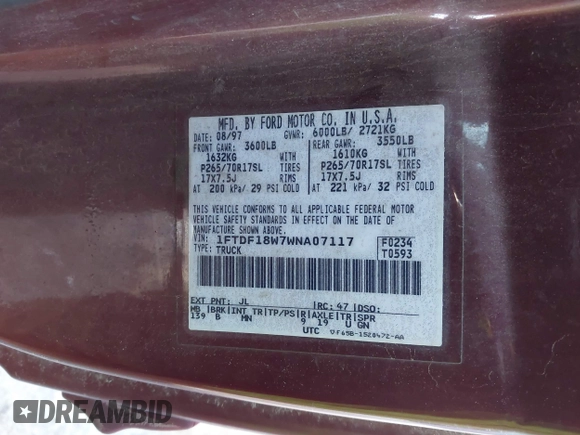 MFD. BY FORD MOTOR CO. IN U.S.A.
DATE: 08/97 GVWR: 6000LB/ 2721KG
FRONT GAWR: 3600LB REAR GAWR: 3550LB
1632KG WITH 1610KG WITH
P265/70R17SL TIRES P265/70R17SL TIRES
17X7.5J RIMS 17X7.5J RIMS
AT 200 kPa/ 29 PSI COLD AT 221 kPa/ 32 PSI COLD
THIS VEHICLE CONFORMS TO ALL APPLICABLE FEDERAL MOTOR
VEHICLE SAFETY STANDARDS IN EFFECT ON THE DATE OF
MANUFACTURE SHOWN ABOVE.
VIN: 1FTDF18W7WNA07117 F0234
TYPE: TRUCK T0593
EXT PNT: JL RC: 47 DSO:
WB BRK INT TR TP/PS R AXLE TR SPR
139 B MN 9 19 U GN
UTC F65B-1520472-AA
DREAMBID